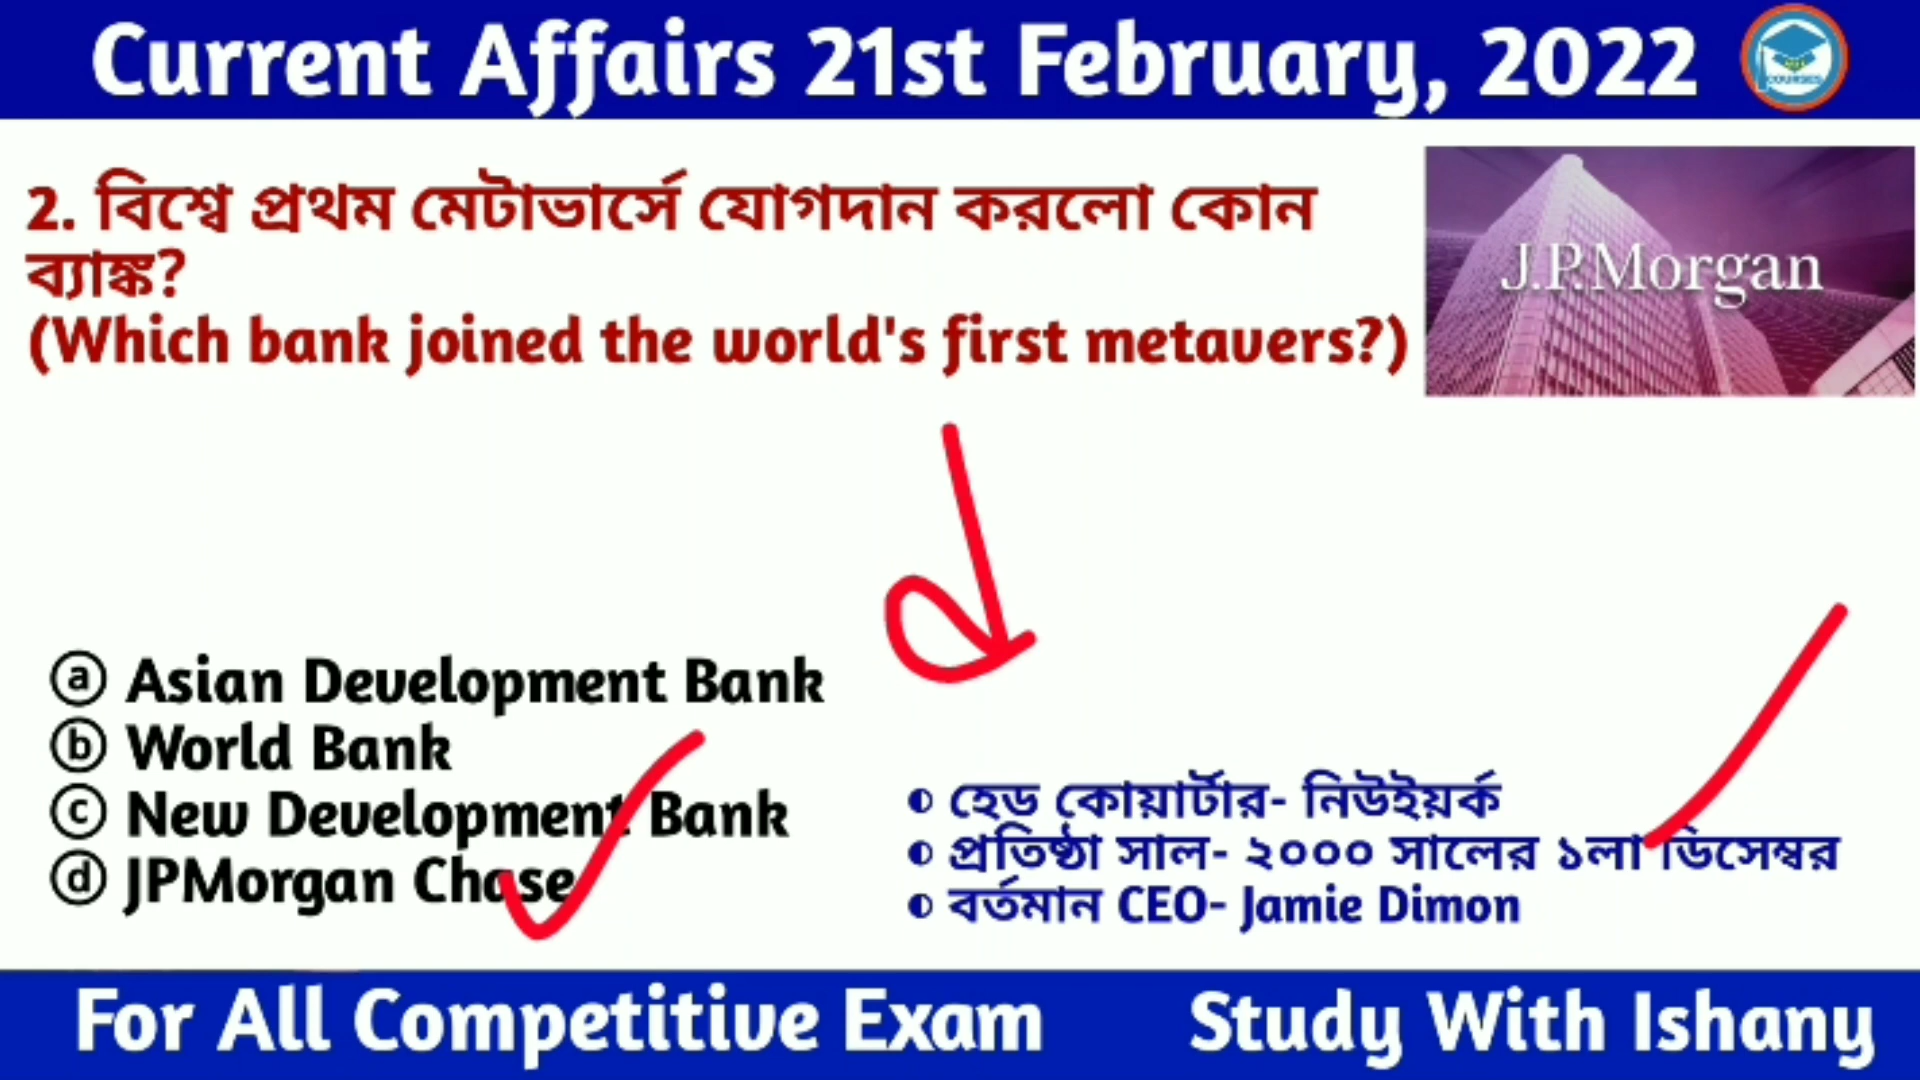 Current Affairs 21st February, 2022
COURSES
2. বিশ্বে প্রথম মেটাভার্সে যোগদান করলো কোন
ব্যাঙ্ক?
(Which bank joined the world's first metavers?)
J.P.Morgan
ⓐ Asian Development Bank
ⓑ World Bank
ⓒ New Development Bank
ⓓ JPMorgan Chase
◐ হেড কোয়ার্টার- নিউইয়র্ক
◐ প্রতিষ্ঠা সাল- ২০০০ সালের ১লা ডিসেম্বর
◐ বর্তমান CEO- Jamie Dimon
For All Competitive Exam
Study With Ishany